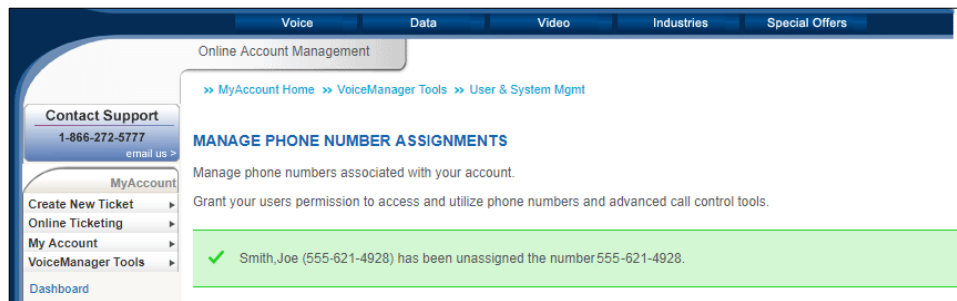 Voice Data Video Industries Special Offers
Online Account Management
» MyAccount Home » VoiceManager Tools » User & System Mgmt
Contact Support
1-866-272-5777
email us >
MyAccount
Create New Ticket
Online Ticketing
My Account
VoiceManager Tools
Dashboard
MANAGE PHONE NUMBER ASSIGNMENTS
Manage phone numbers associated with your account.
Grant your users permission to access and utilize phone numbers and advanced call control tools.
Smith,Joe (555-621-4928) has been unassigned the number 555-621-4928.